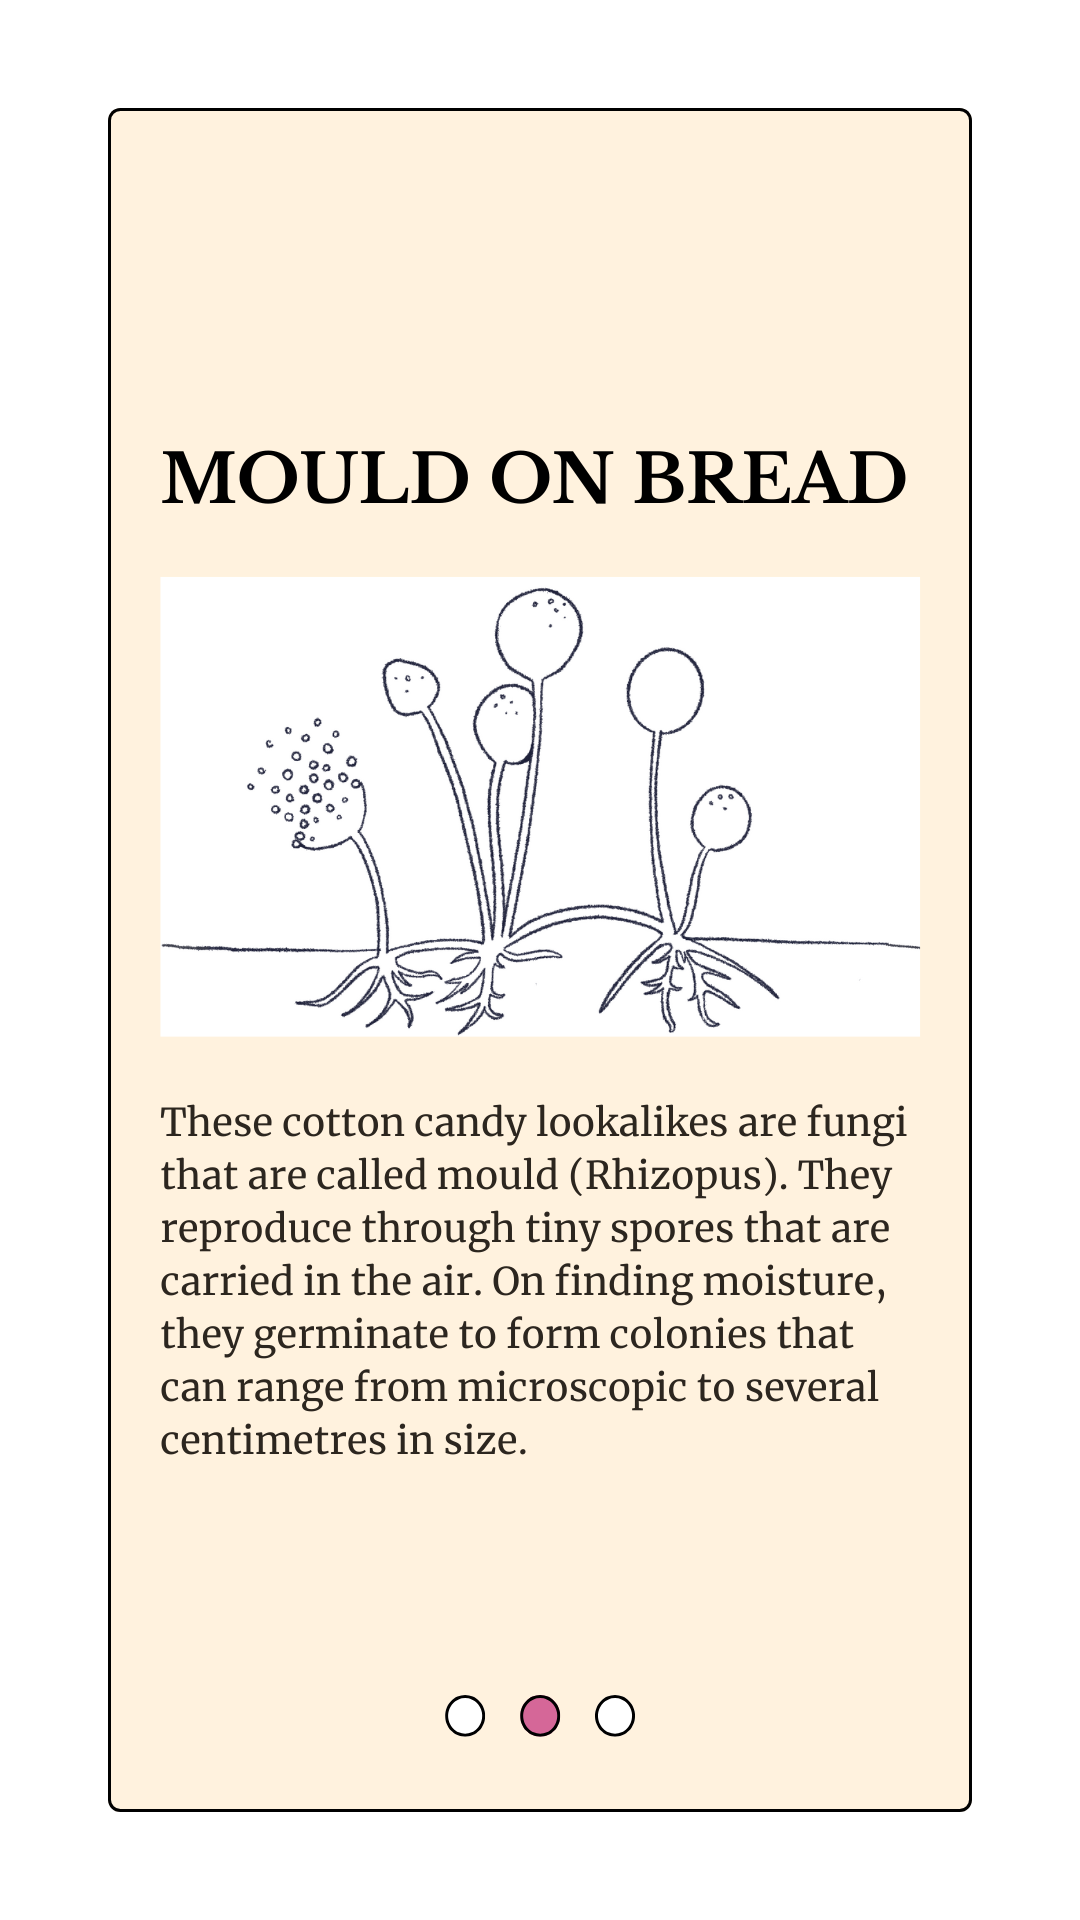 MOULD ON BREAD
These cotton candy lookalikes are fungi
that are called mould (Rhizopus). They
reproduce through tiny spores that are
carried in the air. On finding moisture,
they germinate to form colonies that
can range from microscopic to several
centimetres in size.